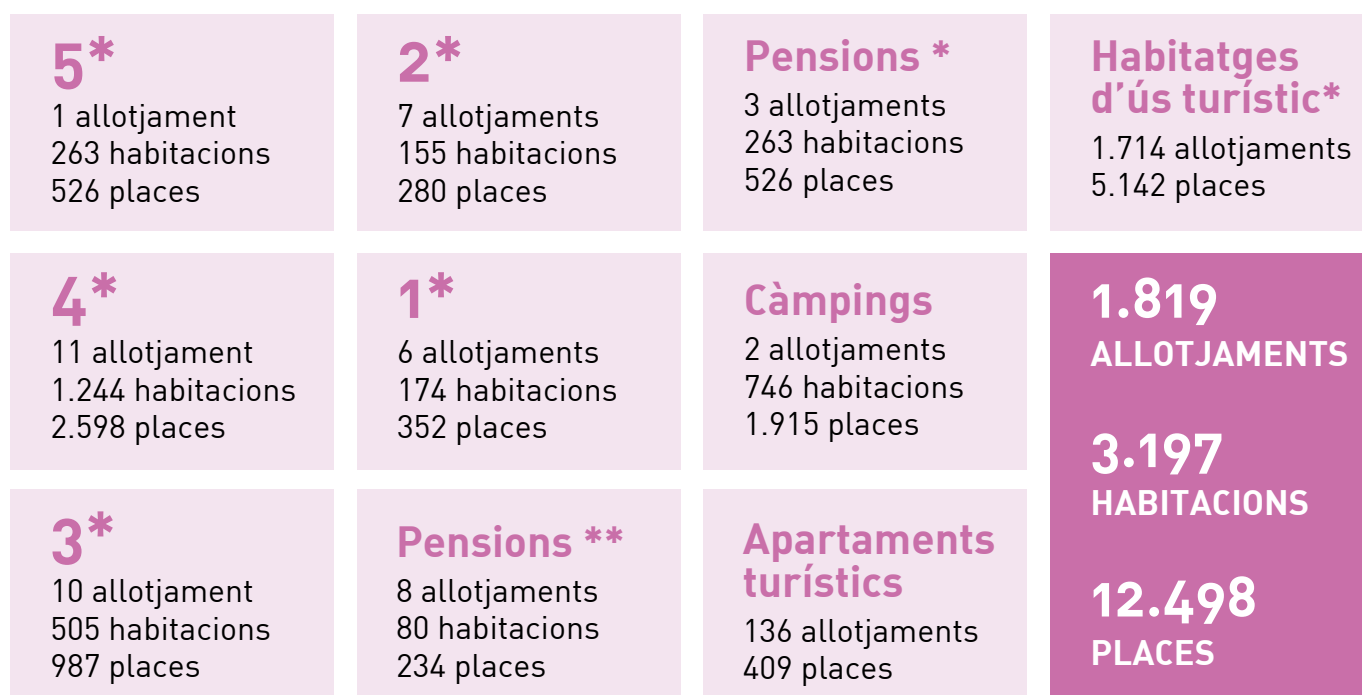 5*
1 allotjament
263 habitacions
526 places
2*
7 allotjaments
155 habitacions
280 places
Pensions *
3 allotjaments
263 habitacions
526 places
Habitatges
d’ús turístic*
1.714 allotjaments
5.142 places
4*
11 allotjament
1.244 habitacions
2.598 places
1*
6 allotjaments
174 habitacions
352 places
Càmpings
2 allotjaments
746 habitacions
1.915 places
1.819
ALLOTJAMENTS
3.197
HABITACIONS
12.498
PLACES
3*
10 allotjament
505 habitacions
987 places
Pensions **
8 allotjaments
80 habitacions
234 places
Apartaments
turístics
136 allotjaments
409 places